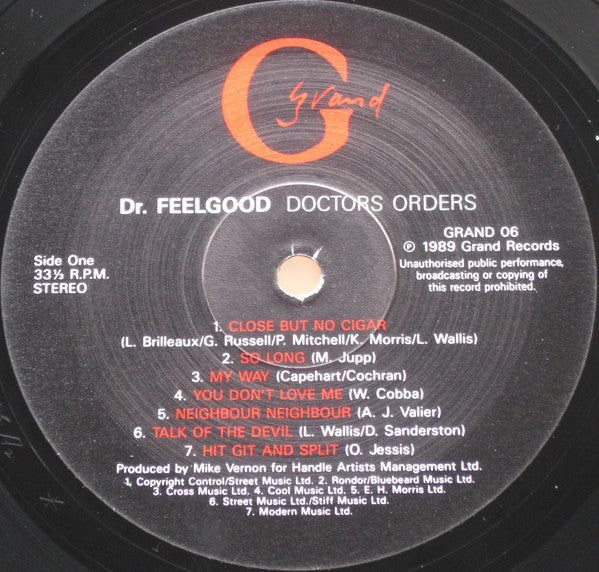 G grand
Dr. FEELGOOD DOCTORS ORDERS
GRAND 06
℗ 1989 Grand Records
Unauthorised public performance,
broadcasting or copying of
this record prohibited.
Side One
33⅓ R.P.M.
STEREO
1. CLOSE BUT NO CIGAR
(L. Brilleaux/G. Russell/P. Mitchell/K. Morris/L. Wallis)
2. SO LONG (M. Jupp)
3. MY WAY (Capehart/Cochran)
4. YOU DON'T LOVE ME (W. Cobba)
5. NEIGHBOUR NEIGHBOUR (A. J. Valier)
6. TALK OF THE DEVIL (L. Wallis/D. Sanderston)
7. HIT GIT AND SPLIT (O. Jessis)
Produced by Mike Vernon for Handle Artists Management Ltd.
1. Copyright Control/Street Music Ltd. 2. Rondor/Bluebeard Music Ltd.
3. Cross Music Ltd. 4. Cool Music Ltd. 5. E. H. Morris Ltd.
6. Street Music Ltd./Stiff Music Ltd.
7. Modern Music Ltd.